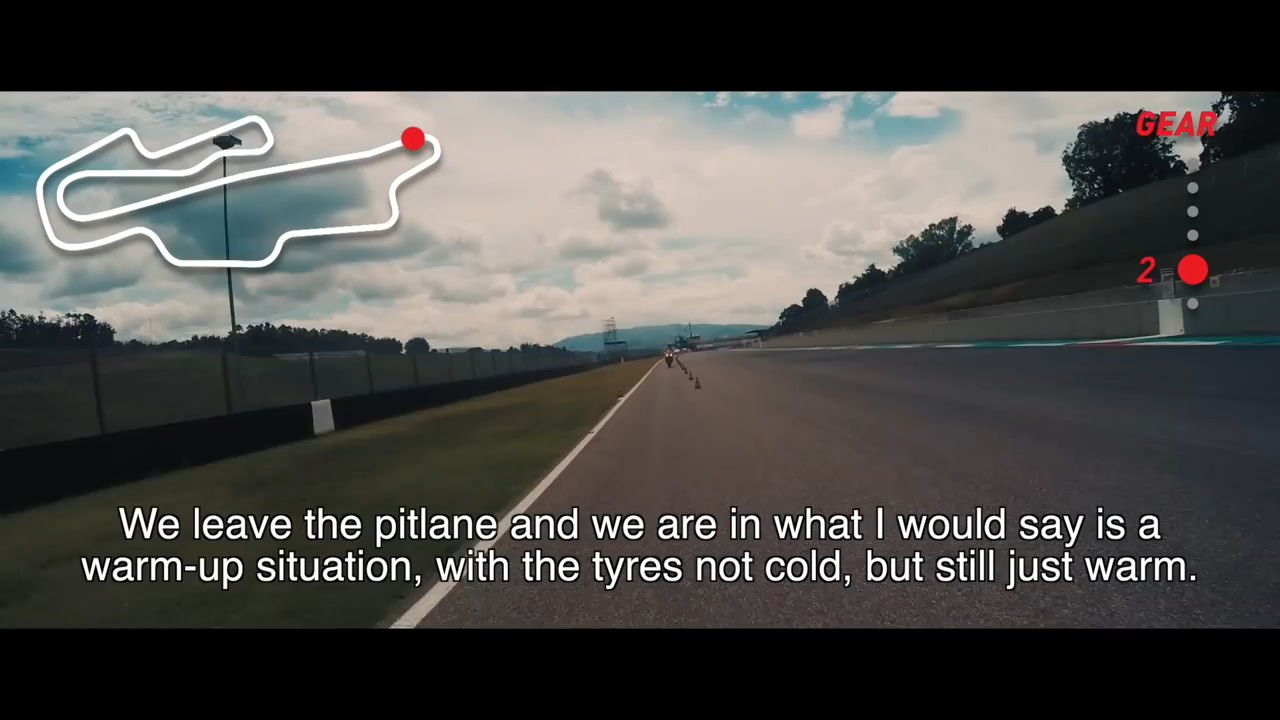 GEAR
2
We leave the pitlane and we are in what I would say is a
warm-up situation, with the tyres not cold, but still just warm.